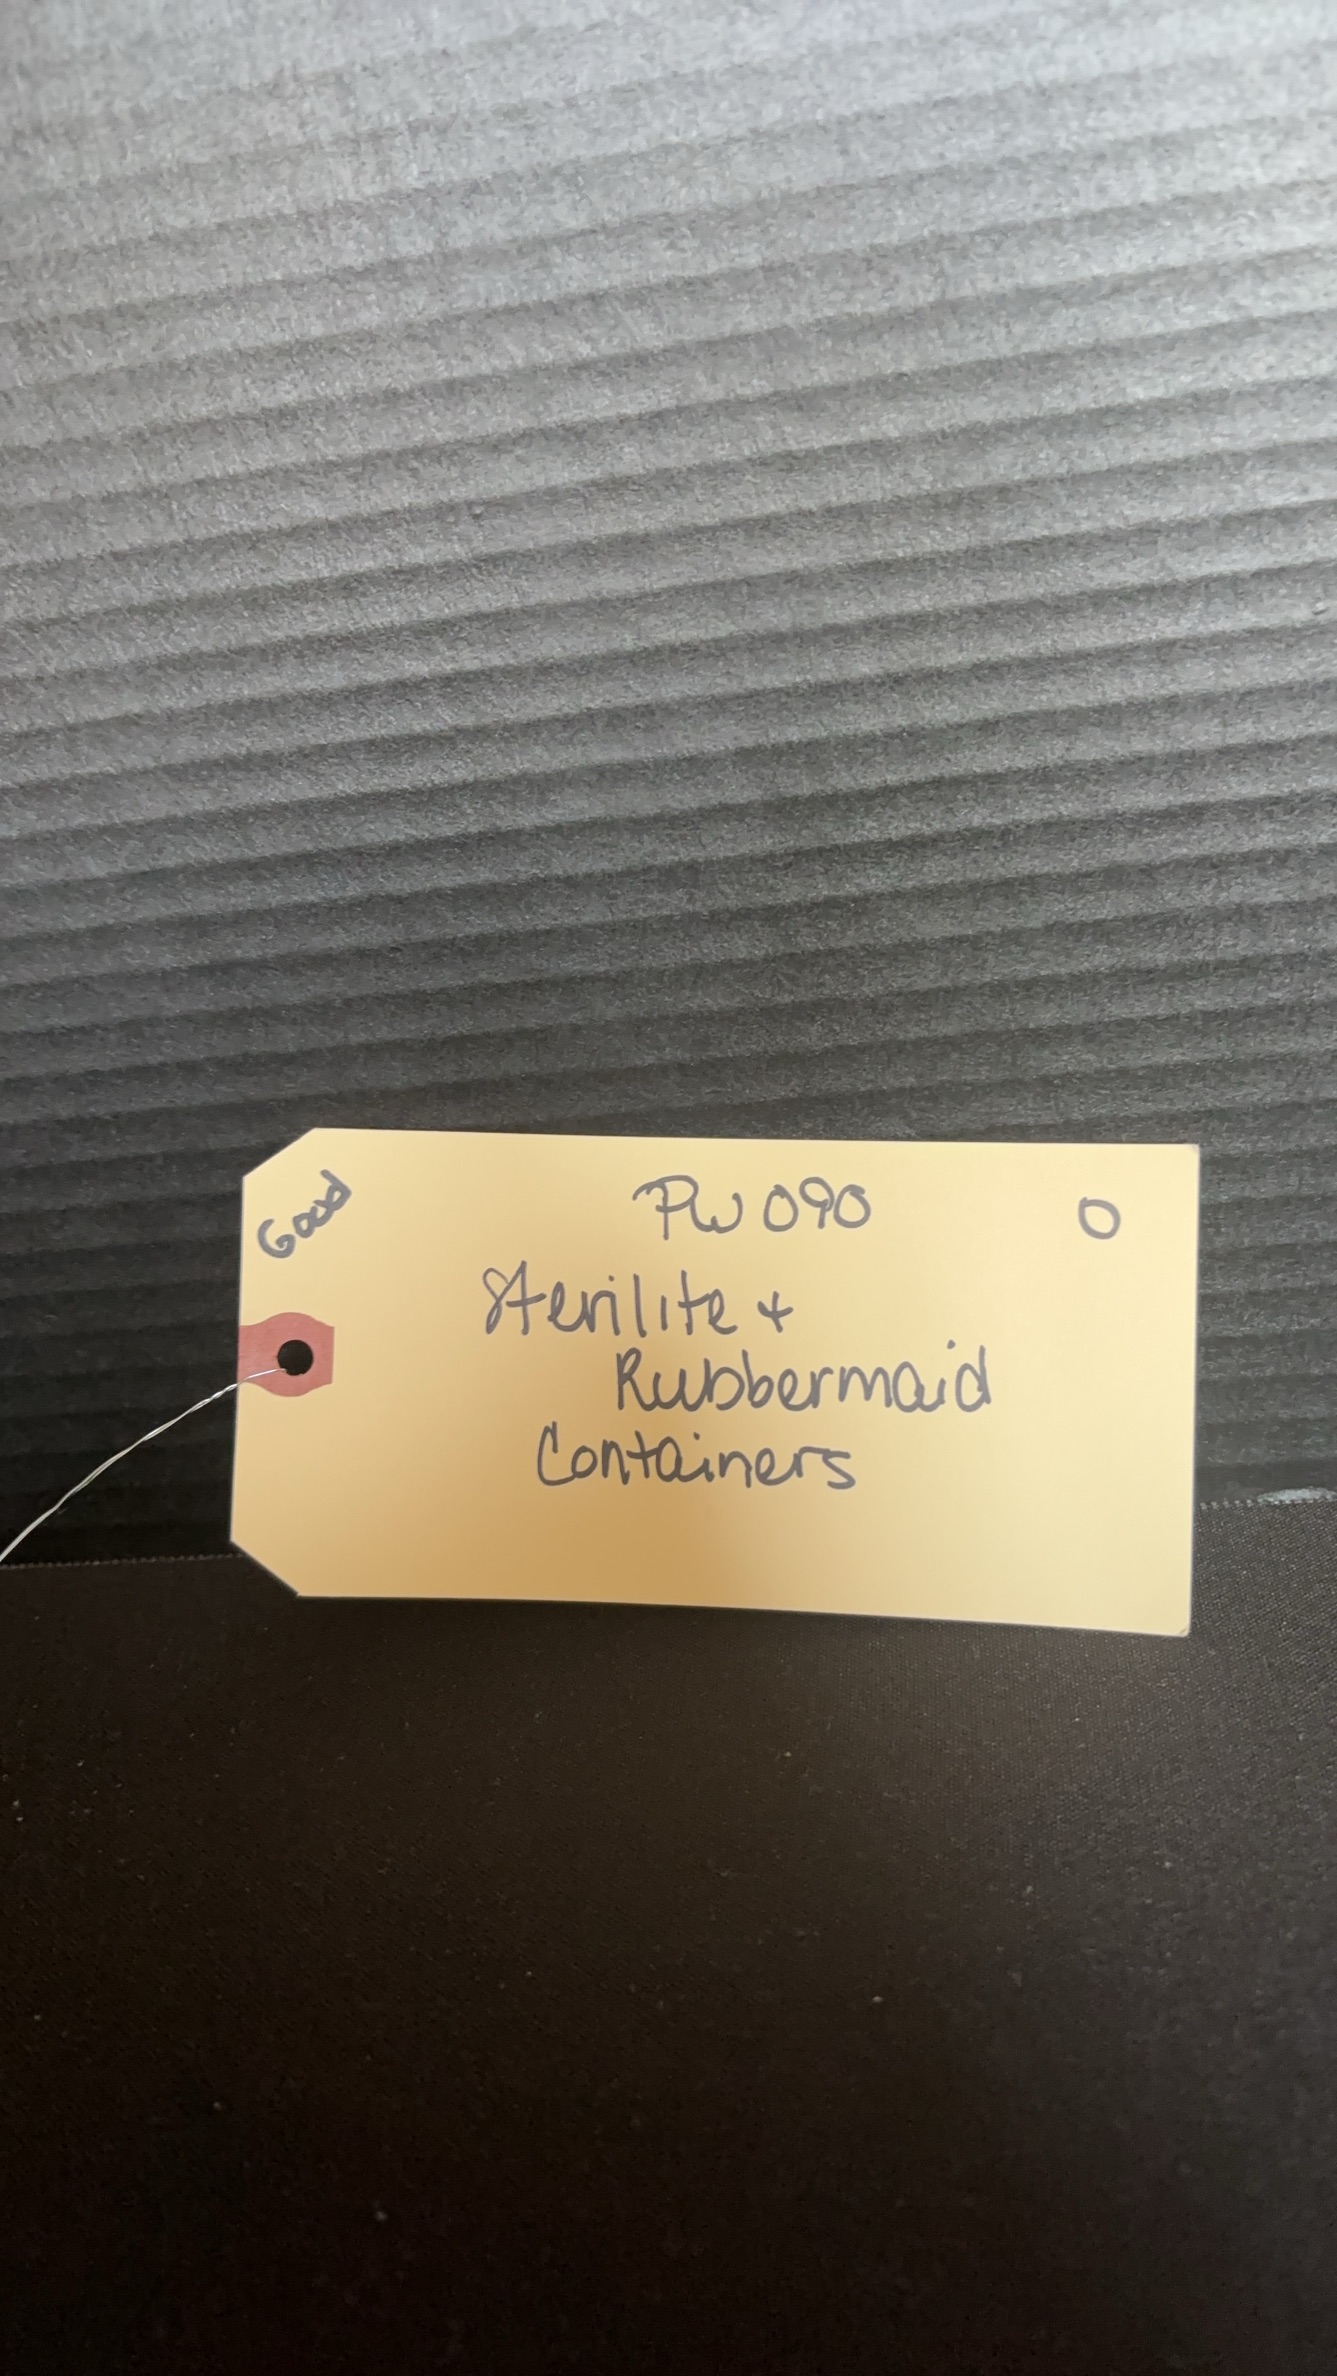 Good
PW 090
0
Sterilite +
Rubbermaid
Containers